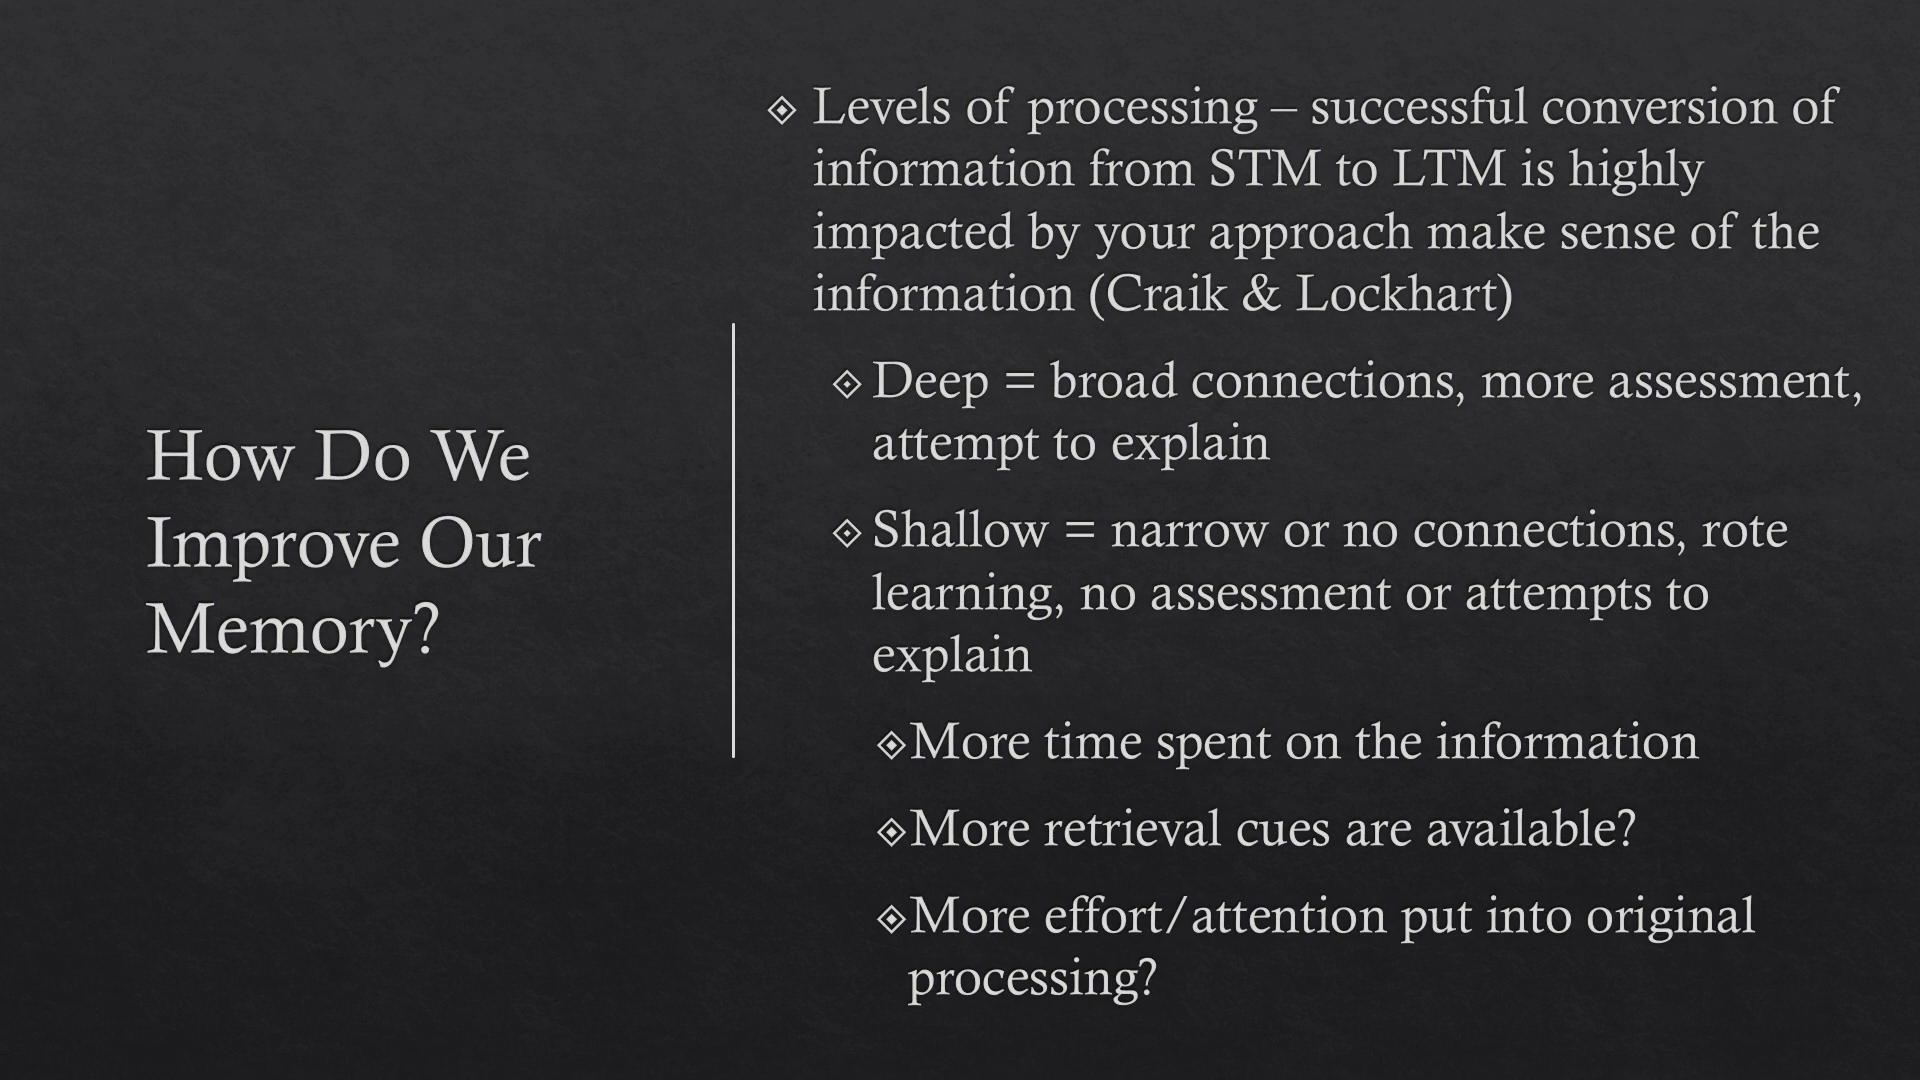 How Do We
Improve Our
Memory?
Levels of processing – successful conversion of
information from STM to LTM is highly
impacted by your approach make sense of the
information (Craik & Lockhart)
Deep = broad connections, more assessment,
attempt to explain
Shallow = narrow or no connections, rote
learning, no assessment or attempts to
explain
More time spent on the information
More retrieval cues are available?
More effort/attention put into original
processing?